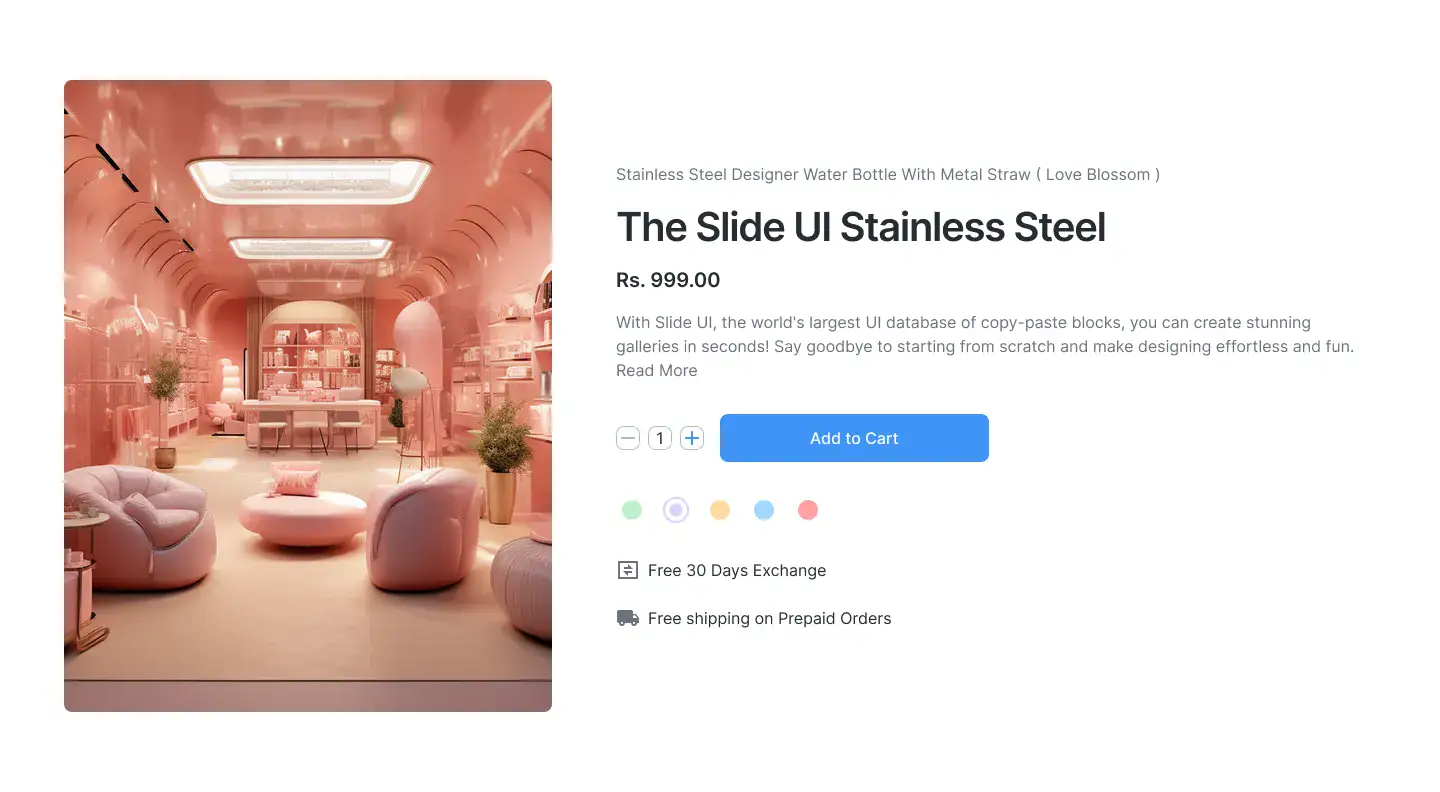 Stainless Steel Designer Water Bottle With Metal Straw ( Love Blossom )
The Slide UI Stainless Steel
Rs. 999.00
With Slide UI, the world's largest UI database of copy-paste blocks, you can create stunning
galleries in seconds! Say goodbye to starting from scratch and make designing effortless and fun.
Read More
1
Add to Cart
Free 30 Days Exchange
Free shipping on Prepaid Orders